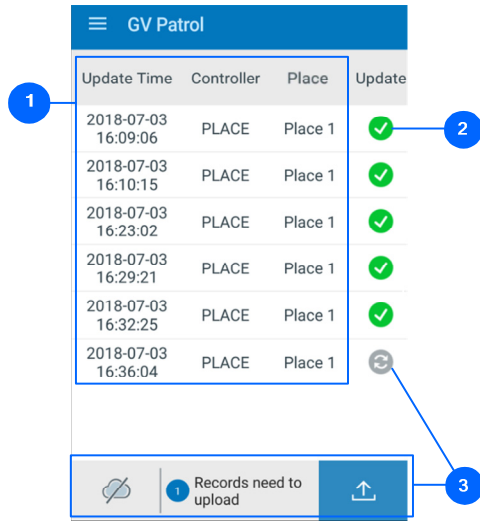 GV Patrol
Update Time Controller Place Update
1
2018-07-03
16:09:06 PLACE Place 1
2
2018-07-03
16:10:15 PLACE Place 1
2018-07-03
16:23:02 PLACE Place 1
2018-07-03
16:29:21 PLACE Place 1
2018-07-03
16:32:25 PLACE Place 1
2018-07-03
16:36:04 PLACE Place 1
1 Records need to
upload
3